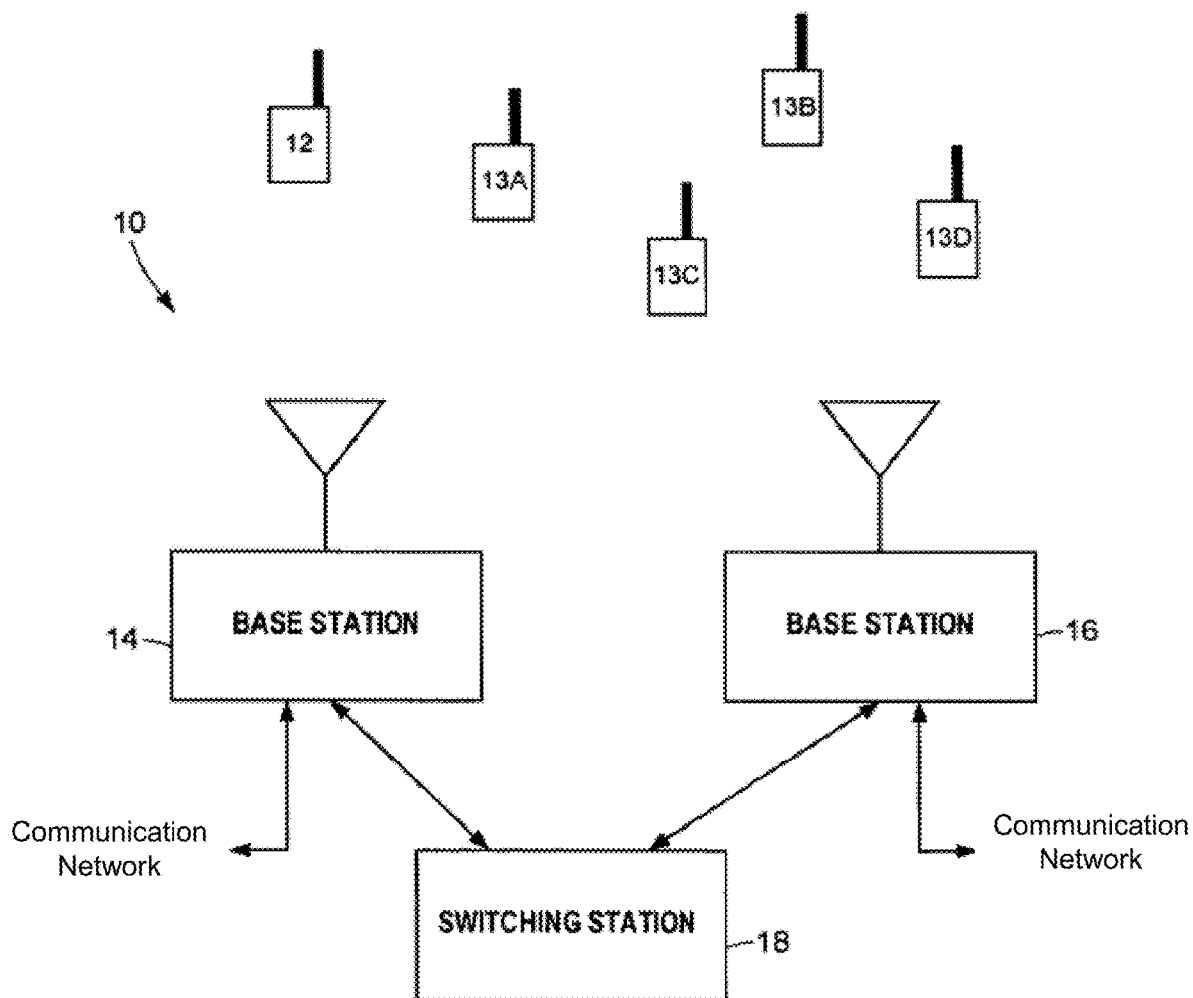 13B
12
13A
13D
10
13C
BASE STATION
BASE STATION
14
16
Communication
Network
Communication
Network
SWITCHING STATION
18